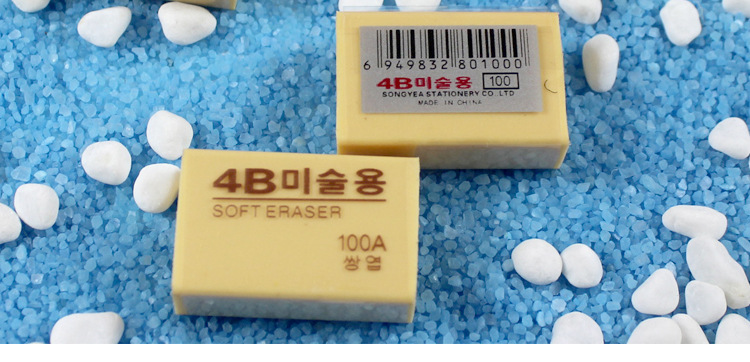 6 949832 801000
4B미술용 100
SONGYEA STATIONERY CO. LTD
MADE IN CHINA
4B미술용
SOFT ERASER
100A
쌍엽